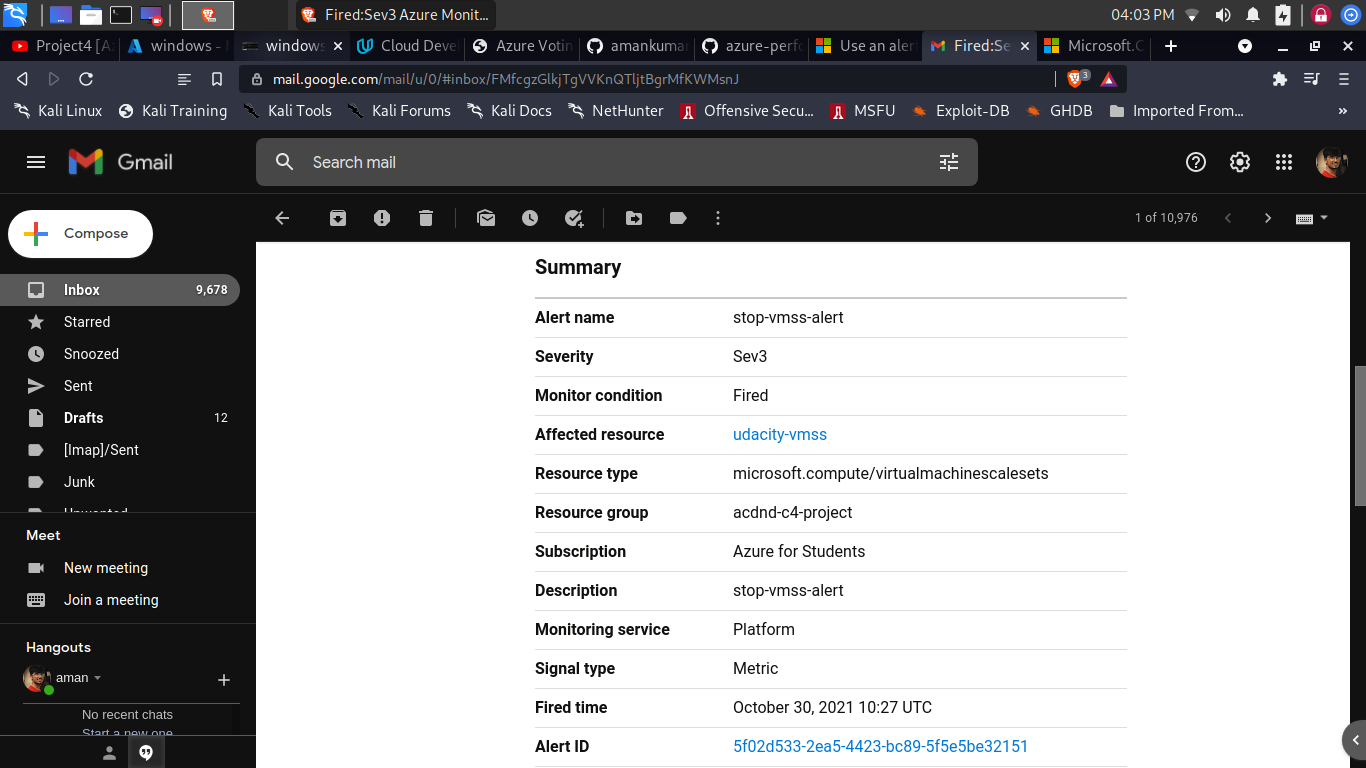 Fired:Sev3 Azure Monit...
04:03 PM
Project4 [A
windows -
windows
Cloud Deve
Azure Votin
amankumar
azure-perfo
Use an aler
Fired:Se
Microsoft.C
mail.google.com/mail/u/0/#inbox/FMfcgzGlkjTgVVKnQTljtBgrMfKWMsnJ
3
Kali Linux
Kali Training
Kali Tools
Kali Forums
Kali Docs
NetHunter
Offensive Secu...
MSFU
Exploit-DB
GHDB
Imported From...
»
Gmail
Search mail
Compose
1 of 10,976
Inbox 9,678
Starred
Snoozed
Sent
Drafts 12
[Imap]/Sent
Junk
Unwanted
Meet
New meeting
Join a meeting
Hangouts
aman
No recent chats
Start a new one
Summary
Alert name stop-vmss-alert
Severity Sev3
Monitor condition Fired
Affected resource udacity-vmss
Resource type microsoft.compute/virtualmachinescalesets
Resource group acdnd-c4-project
Subscription Azure for Students
Description stop-vmss-alert
Monitoring service Platform
Signal type Metric
Fired time October 30, 2021 10:27 UTC
Alert ID 5f02d533-2ea5-4423-bc89-5f5e5be32151